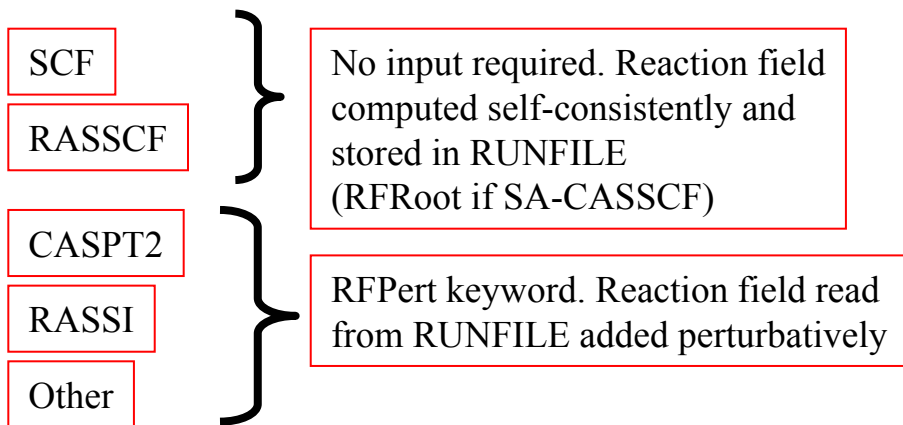 SCF
RASSCF
No input required. Reaction field
computed self-consistently and
stored in RUNFILE
(RFRoot if SA-CASSCF)
CASPT2
RASSI
Other
RFPert keyword. Reaction field read
from RUNFILE added perturbatively